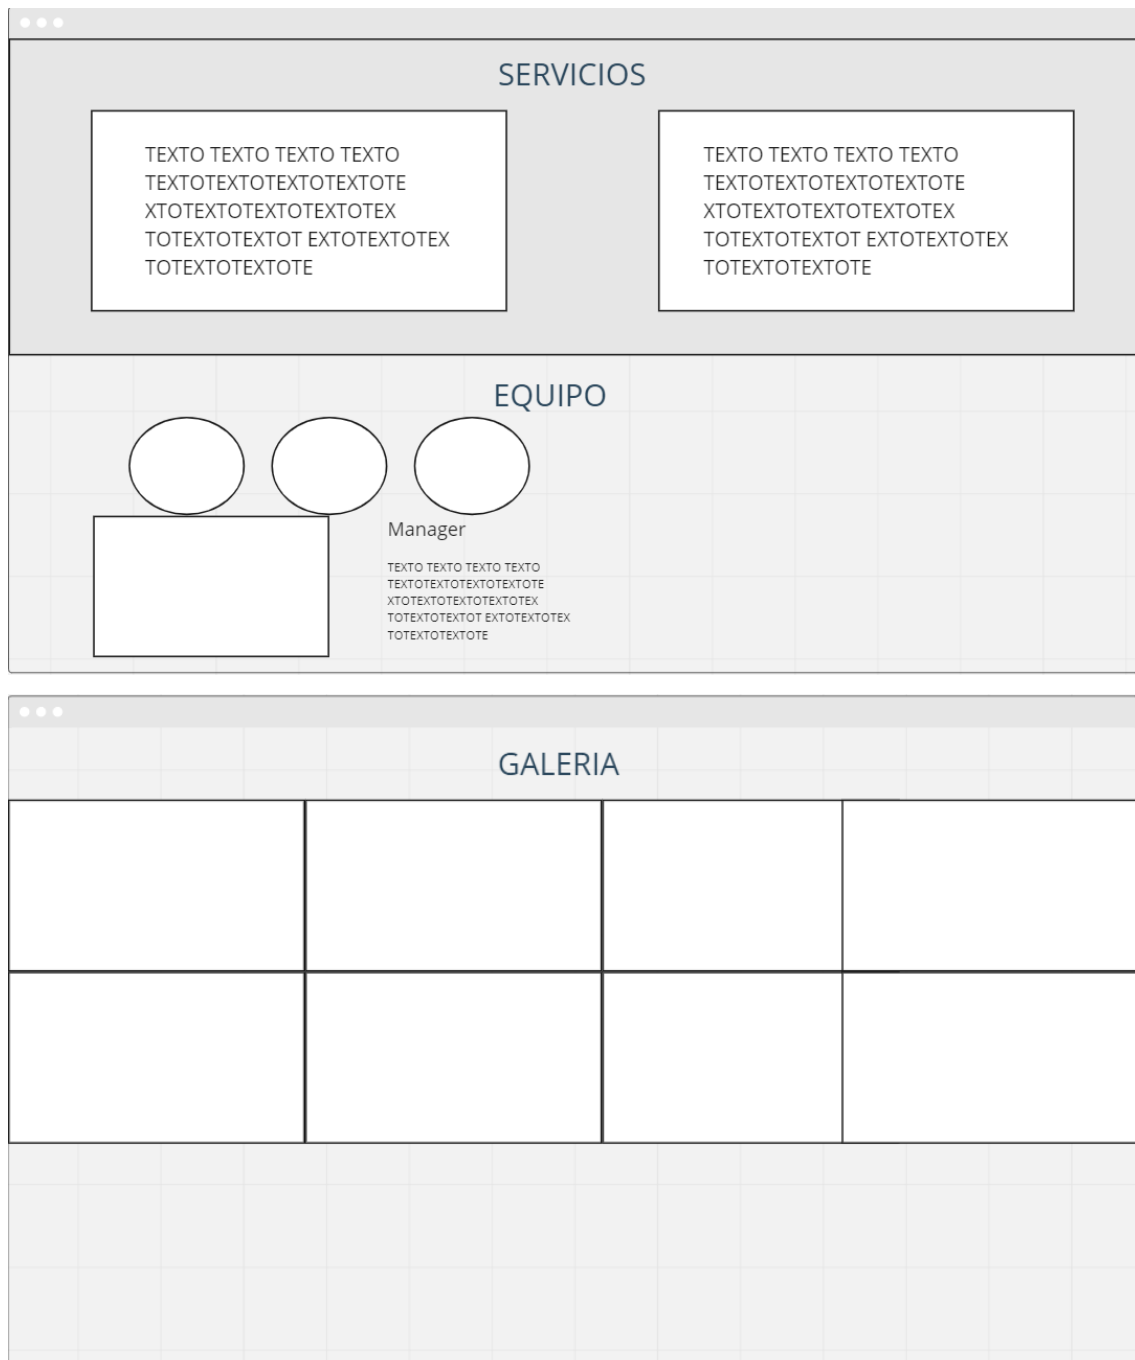 SERVICIOS
TEXTO TEXTO TEXTO TEXTO
TEXTOTEXTOTEXTOTEXTOTE
XTOTEXTOTEXTOTEXTOTEX
TOTEXTOTEXTOT EXTOTEXTOTEX
TOTEXTOTEXTOTE
TEXTO TEXTO TEXTO TEXTO
TEXTOTEXTOTEXTOTEXTOTE
XTOTEXTOTEXTOTEXTOTEX
TOTEXTOTEXTOT EXTOTEXTOTEX
TOTEXTOTEXTOTE
EQUIPO
Manager
TEXTO TEXTO TEXTO TEXTO
TEXTOTEXTOTEXTOTEXTOTE
XTOTEXTOTEXTOTEXTOTEX
TOTEXTOTEXTOT EXTOTEXTOTEX
TOTEXTOTEXTOTE
GALERIA